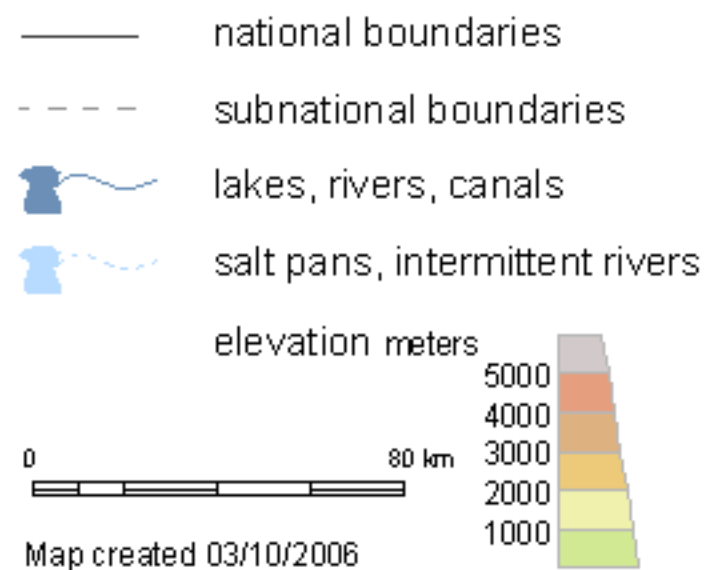 national boundaries
subnational boundaries
lakes, rivers, canals
salt pans, intermittent rivers
elevation meters
5000
4000
3000
2000
1000
0 80 km
Map created 03/10/2006